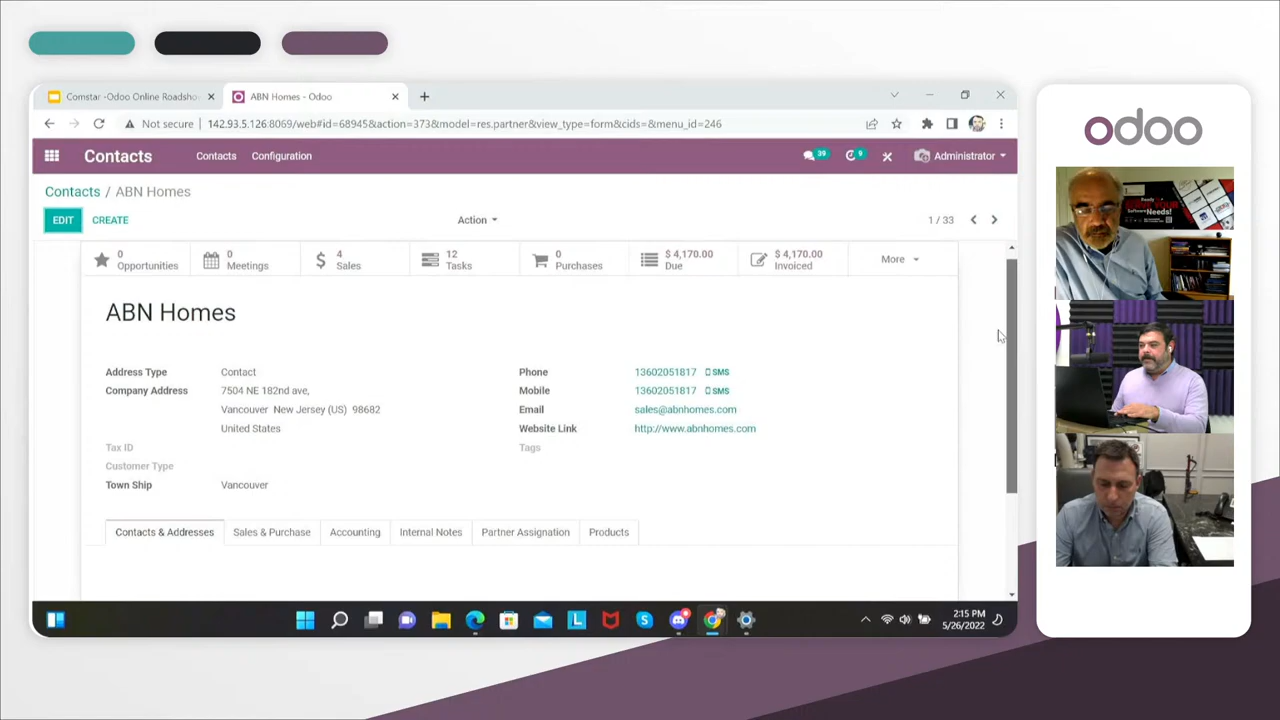 Comstar -Odoo Online Roadsho
ABN Homes - Odoo
Not secure
142.93.5.126:8069/web#id=68945&action=373&model=res.partner&view_type=form&cids=&menu_id=246
Contacts
Contacts
Configuration
39
9
Administrator
Contacts / ABN Homes
EDIT
CREATE
Action
1 / 33
0 Opportunities
0 Meetings
4 Sales
12 Tasks
0 Purchases
$ 4,170.00 Due
$ 4,170.00 Invoiced
More
ABN Homes
Address Type Contact
Company Address 7504 NE 182nd ave,
Vancouver New Jersey (US) 98682
United States
Tax ID
Customer Type
Town Ship Vancouver
Phone 13602051817 SMS
Mobile 13602051817 SMS
Email sales@abnhomes.com
Website Link http://www.abnhomes.com
Tags
Contacts & Addresses
Sales & Purchase
Accounting
Internal Notes
Partner Assignation
Products
2:15 PM
5/26/2022
odoo
Software Needs!